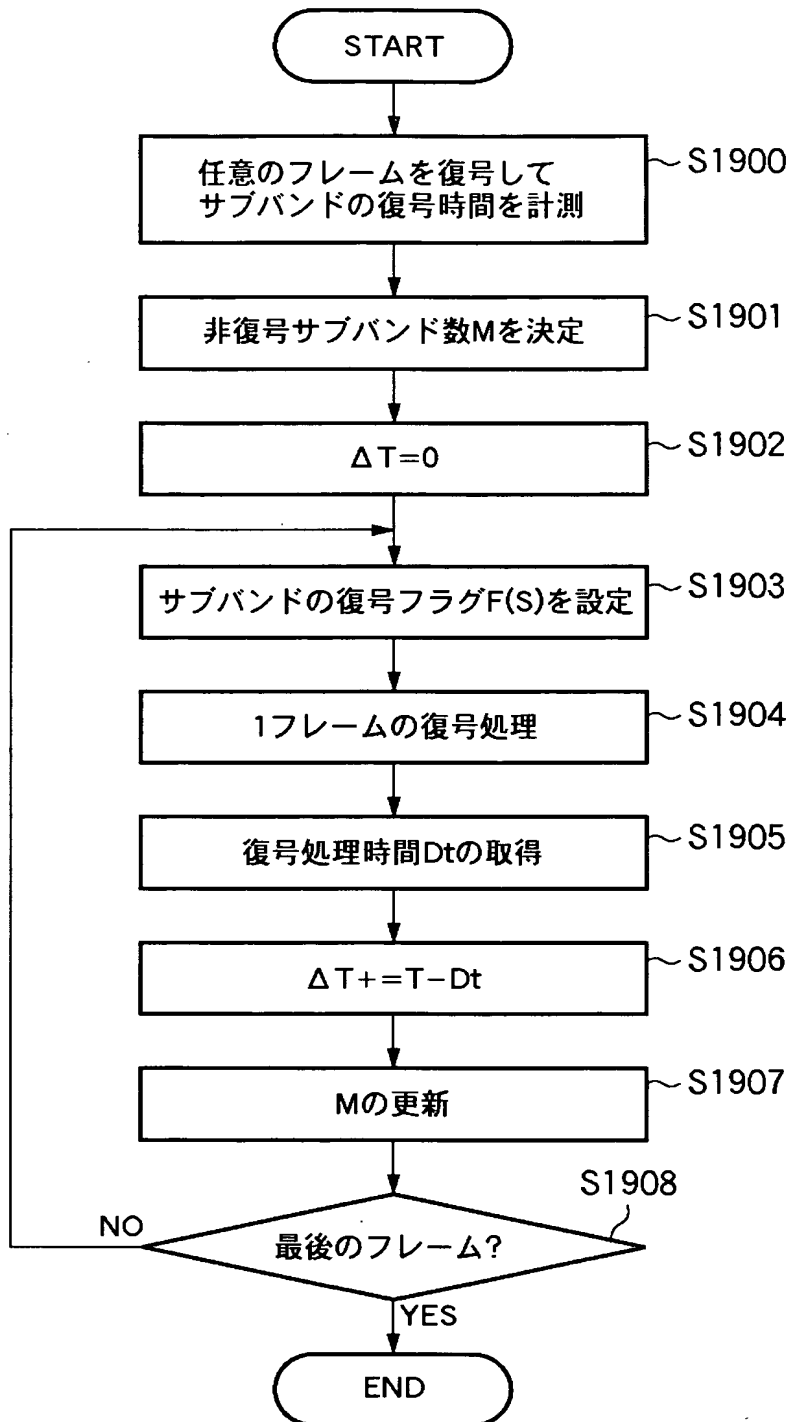 START
任意のフレームを復号して
サブバンドの復号時間を計測
S1900
非復号サブバンド数Mを決定
S1901
ΔT=0
S1902
サブバンドの復号フラグF(S)を設定
S1903
1フレームの復号処理
S1904
復号処理時間Dtの取得
S1905
ΔT+=T-Dt
S1906
Mの更新
S1907
最後のフレーム?
S1908
NO
YES
END